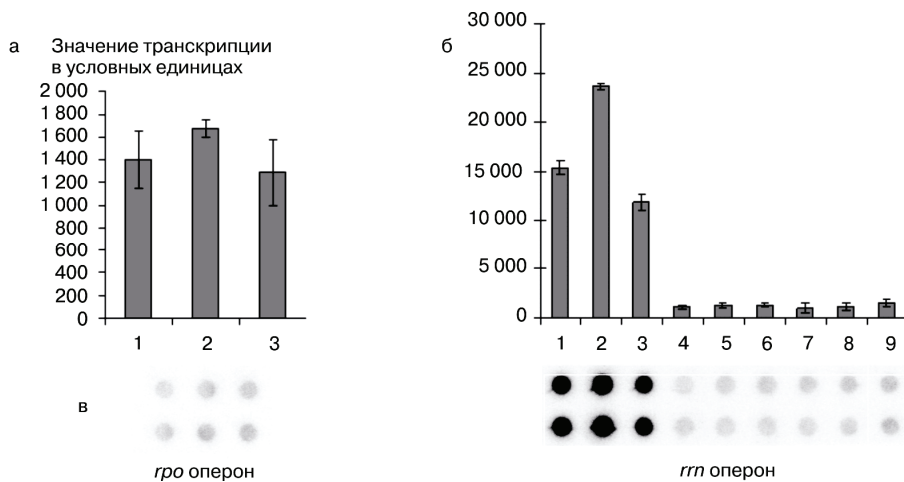 а Значение транскрипции
в условных единицах
2 000
1 800
1 600
1 400
1 200
1 000
800
600
400
200
0
1 2 3
б
30 000
25 000
20 000
15 000
10 000
5 000
0
1 2 3 4 5 6 7 8 9
в
rpo оперон
rrn оперон